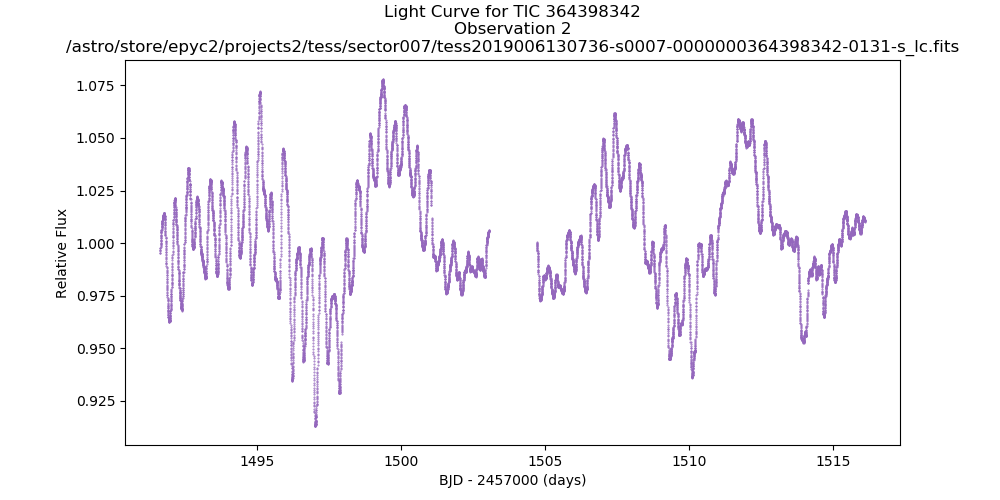 Light Curve for TIC 364398342
Observation 2
/astro/store/epyc2/projects2/tess/sector007/tess2019006130736-s0007-0000000364398342-0131-s_lc.fits
1.075
1.050
1.025
1.000
0.975
0.950
0.925
Relative Flux
1495
1500
1505
1510
1515
BJD - 2457000 (days)